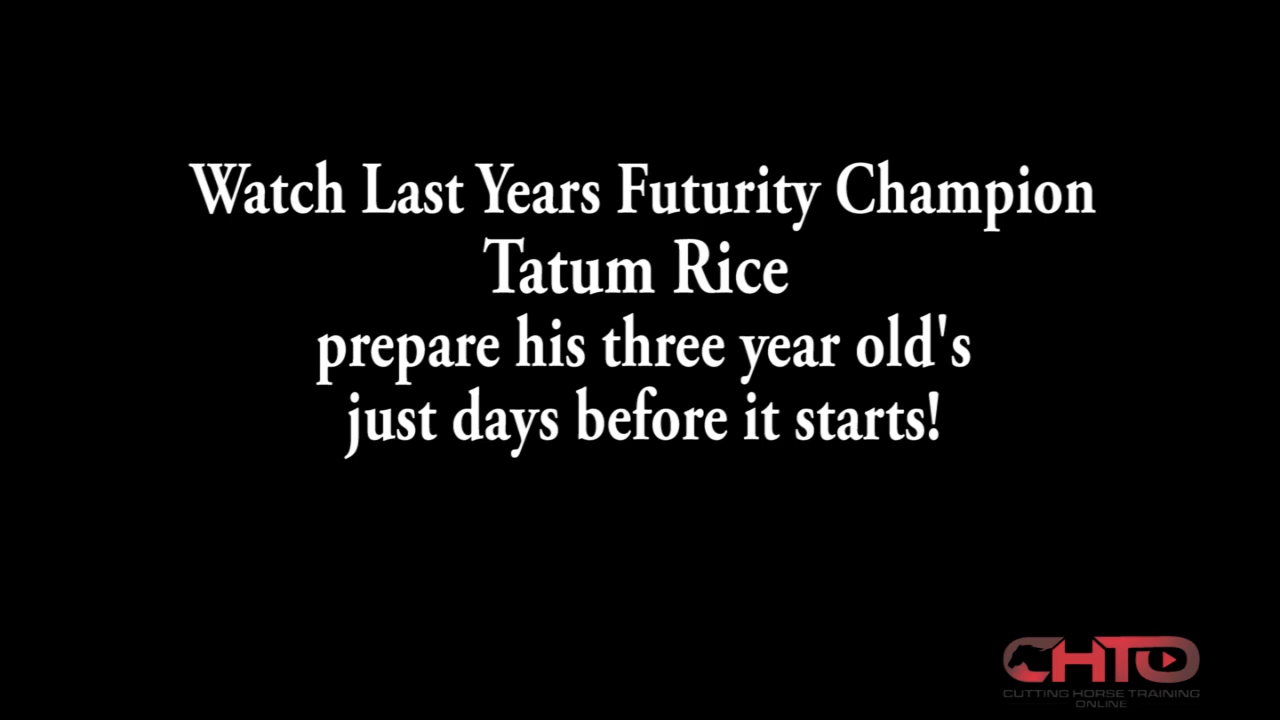 Watch Last Years Futurity Champion
Tatum Rice
prepare his three year old's
just days before it starts!
CHTO
CUTTING HORSE TRAINING
ONLINE